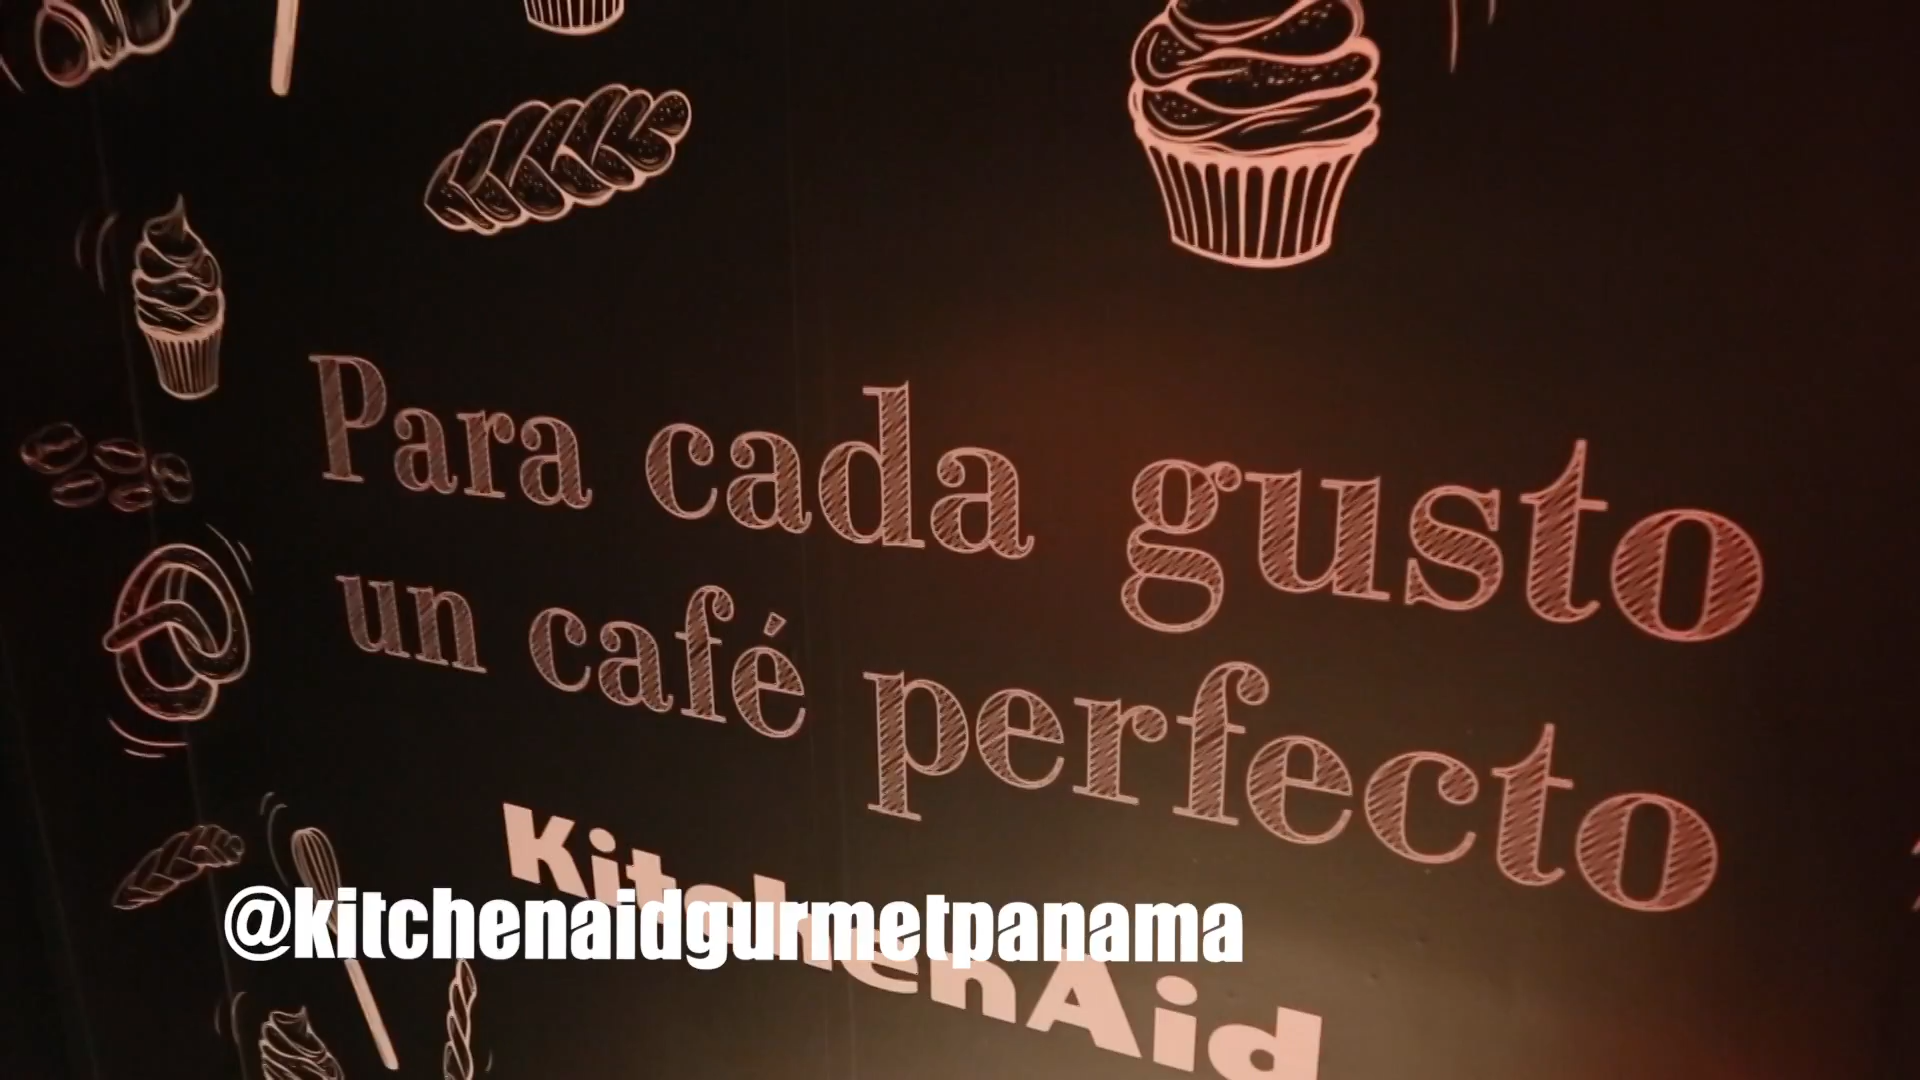 Para cada gusto
un café perfecto
KitchenAid
@kitchenaidgurmetpanama